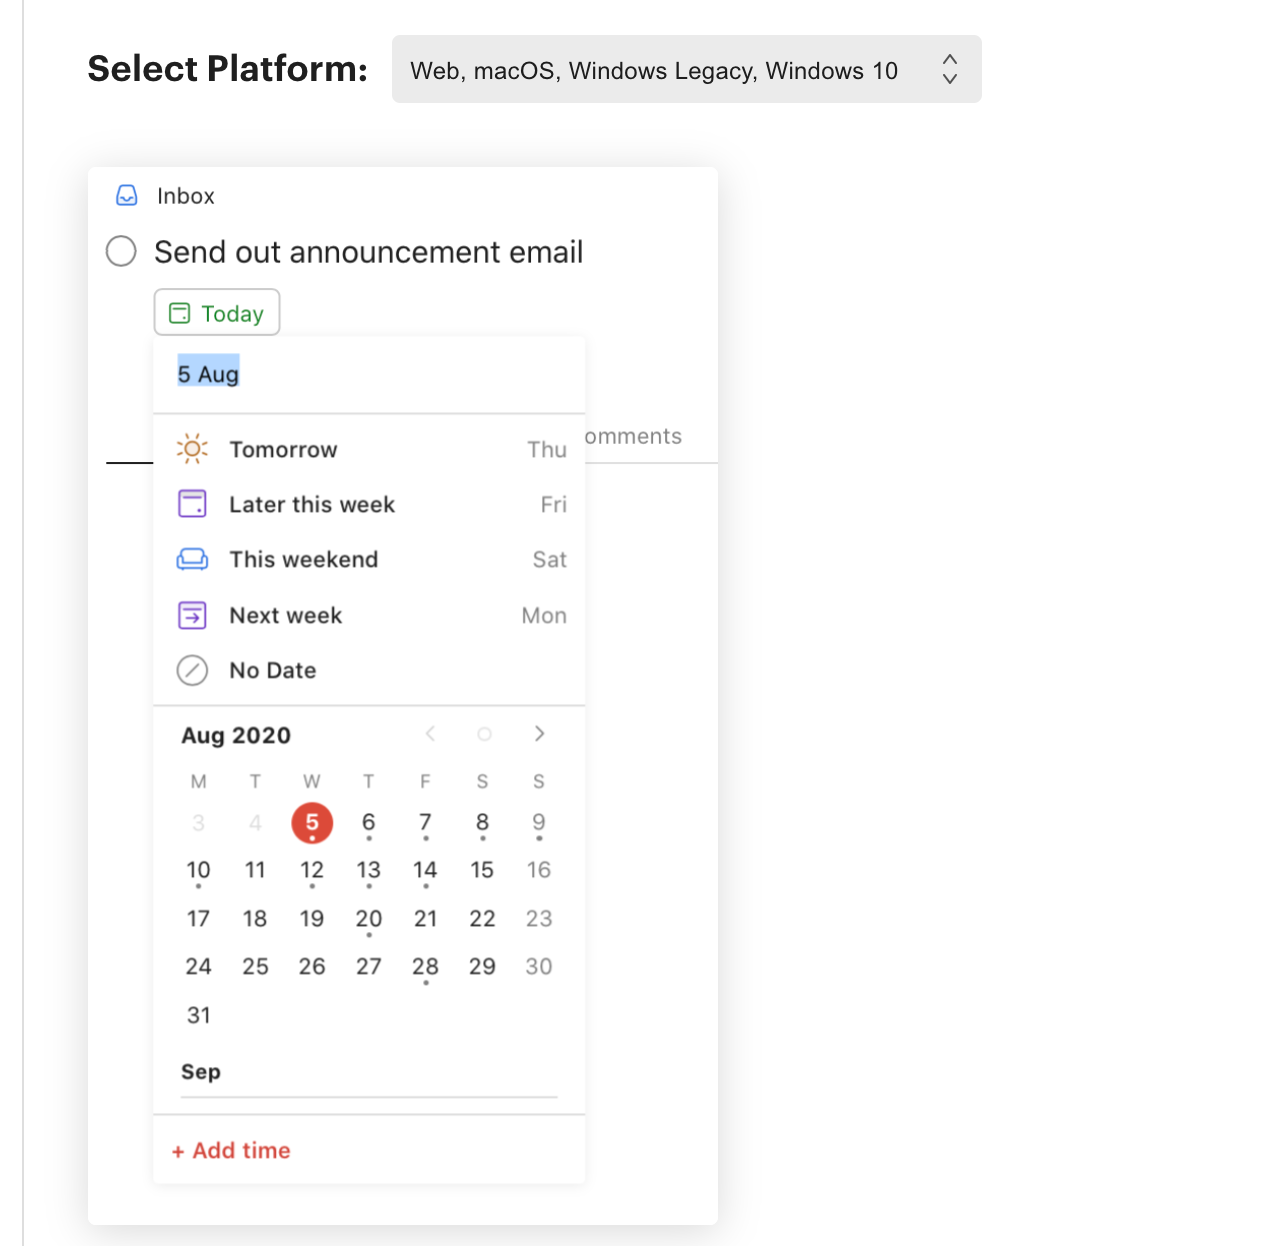 Select Platform: Web, macOS, Windows Legacy, Windows 10
Inbox
Send out announcement email
Today
5 Aug
omments
Tomorrow Thu
Later this week Fri
This weekend Sat
Next week Mon
No Date
Aug 2020
M T W T F S S
3 4 5 6 7 8 9
10 11 12 13 14 15 16
17 18 19 20 21 22 23
24 25 26 27 28 29 30
31
Sep
+ Add time